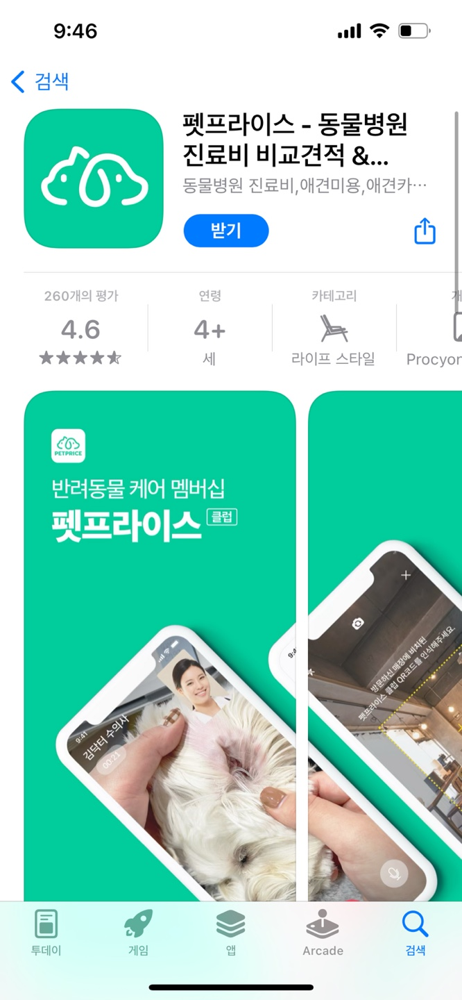 9:46
검색
펫프라이스 - 동물병원
진료비 비교견적 &...
동물병원 진료비,애견미용,애견카…
받기
260개의 평가
연령
카테고리
개
4.6
4+
세
라이프 스타일
Procyon
PETPRICE
반려동물 케어 멤버십
펫프라이스 클럽
9:41
김닥터 수의사
00:21
9:4
방문하신 매장에 비치된
펫프라이스 클럽 QR코드를 인식해주세요.
투데이
게임
앱
Arcade
검색